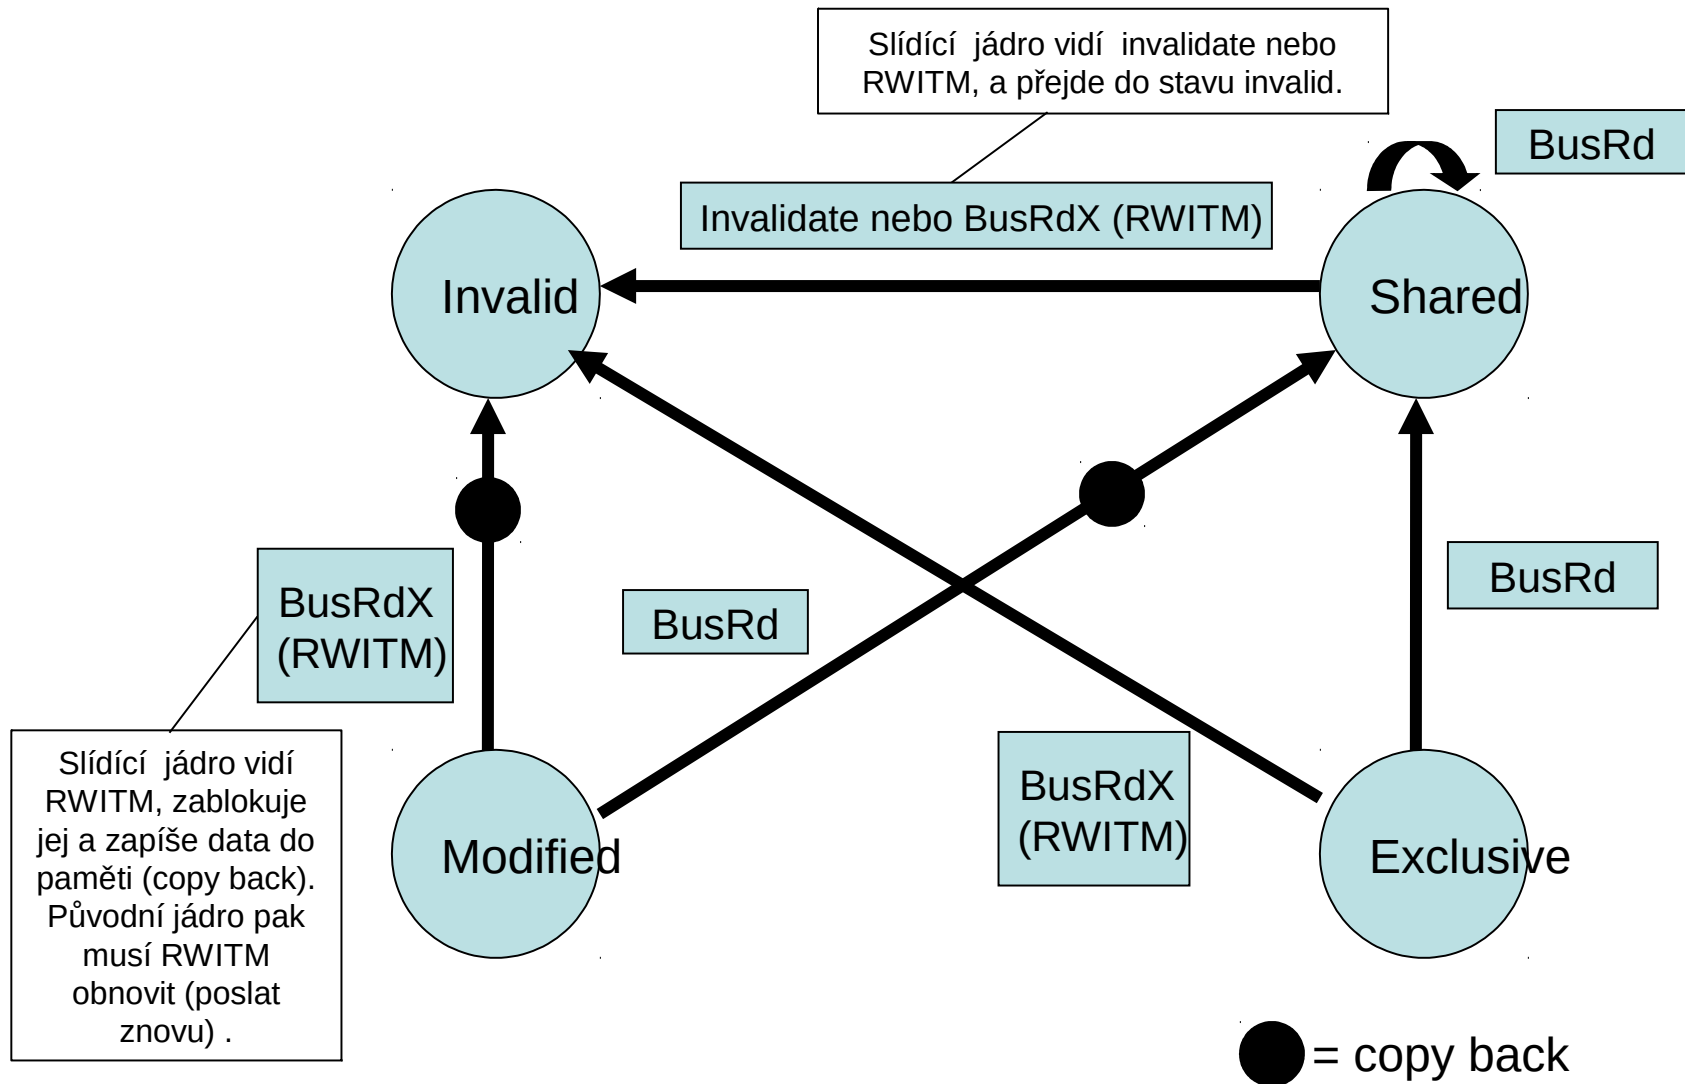 Slídící jádro vidí invalidate nebo
RWITM, a přejde do stavu invalid.
BusRd
Invalidate nebo BusRdX (RWITM)
Invalid
Shared
BusRdX
(RWITM)
BusRd
BusRd
Slídící jádro vidí
RWITM, zablokuje
jej a zapíše data do
paměti (copy back).
Původní jádro pak
musí RWITM
obnovit (poslat
znovu) .
BusRdX
(RWITM)
Modified
Exclusive
= copy back